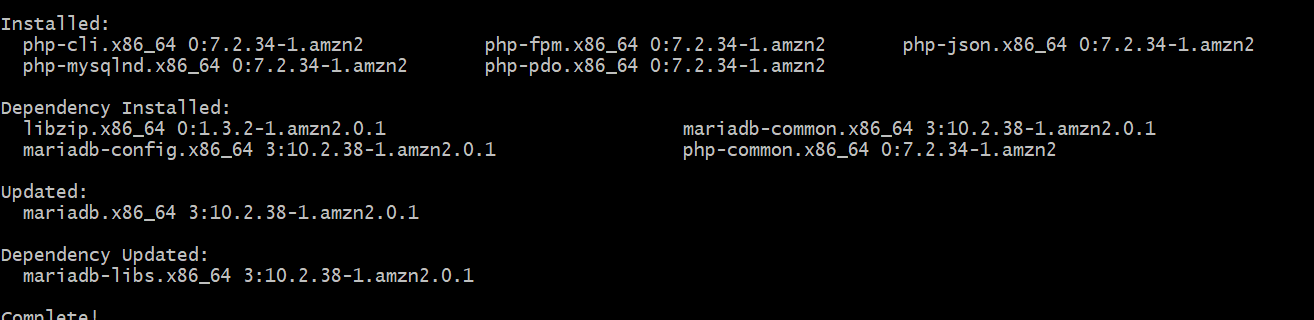 Installed:
php-cli.x86_64 0:7.2.34-1.amzn2 php-fpm.x86_64 0:7.2.34-1.amzn2 php-json.x86_64 0:7.2.34-1.amzn2
php-mysqlnd.x86_64 0:7.2.34-1.amzn2 php-pdo.x86_64 0:7.2.34-1.amzn2
Dependency Installed:
libzip.x86_64 0:1.3.2-1.amzn2.0.1 mariadb-common.x86_64 3:10.2.38-1.amzn2.0.1
mariadb-config.x86_64 3:10.2.38-1.amzn2.0.1 php-common.x86_64 0:7.2.34-1.amzn2
Updated:
mariadb.x86_64 3:10.2.38-1.amzn2.0.1
Dependency Updated:
mariadb-libs.x86_64 3:10.2.38-1.amzn2.0.1
Complete!